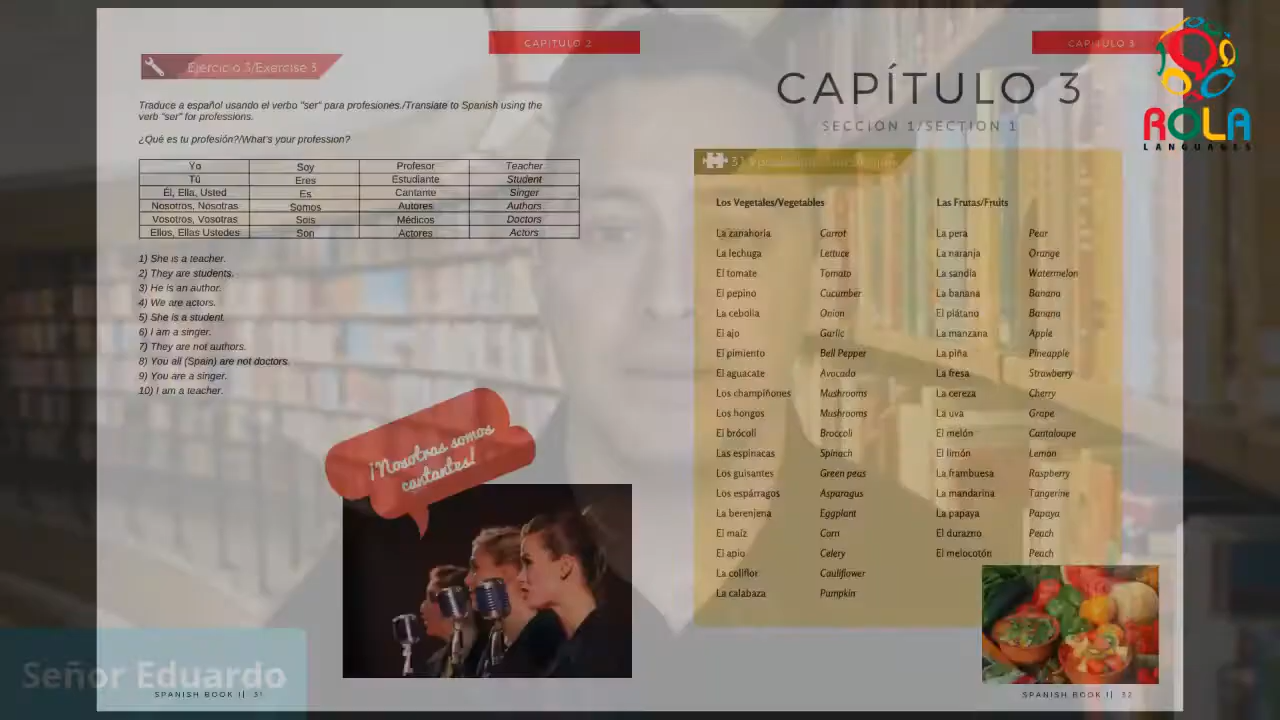 CAPÍTULO 2
Ejercicio 3/Exercise 3
Traduce a español usando el verbo "ser" para profesiones./Translate to Spanish using the
verb "ser" for professions.
¿Qué es tu profesión?/What's your profession?
Yo Soy Profesor Teacher
Tú Eres Estudiante Student
Él, Ella, Usted Es Cantante Singer
Nosotros, Nosotras Somos Autores Authors
Vosotros, Vosotras Sois Médicos Doctors
Ellos, Ellas Ustedes Son Actores Actors
1) She is a teacher.
2) They are students.
3) He is an author.
4) We are actors.
5) She is a student.
6) I am a singer.
7) They are not authors.
8) You all (Spain) are not doctors.
9) You are a singer.
10) I am a teacher.
¡Nosotras somos
cantantes!
SPANISH BOOK 1| 31
CAPÍTULO 3
CAPÍTULO 3
SECCIÓN 1/SECTION 1
Los Vegetales/Vegetables Las Frutas/Fruits
La zanahoria Carrot La pera Pear
La lechuga Lettuce La naranja Orange
El tomate Tomato La sandía Watermelon
El pepino Cucumber La banana Banana
La cebolla Onion El plátano Banana
El ajo Garlic La manzana Apple
El pimiento Bell Pepper La piña Pineapple
El aguacate Avocado La fresa Strawberry
Los champiñones Mushrooms La cereza Cherry
Los hongos Mushrooms La uva Grape
El brócoli Broccoli El melón Cantaloupe
Las espinacas Spinach El limón Lemon
Los guisantes Green peas La frambuesa Raspberry
Los espárragos Asparagus La mandarina Tangerine
La berenjena Eggplant La papaya Papaya
El maíz Corn El durazno Peach
El apio Celery El melocotón Peach
La coliflor Cauliflower
La calabaza Pumpkin
SPANISH BOOK 1| 32
ROLA
LANGUAGES
Señor Eduardo